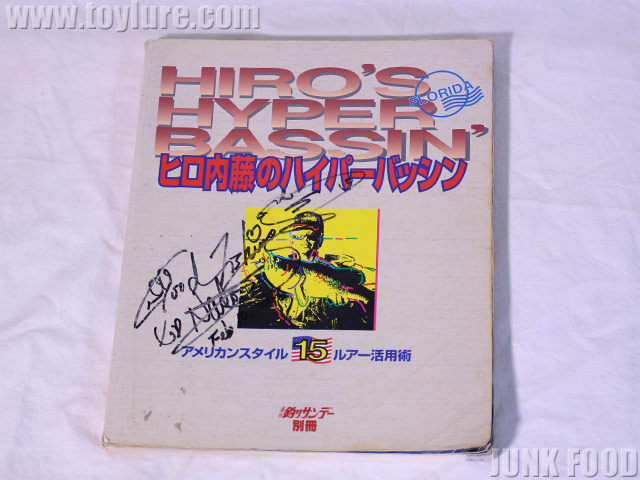 www.toylure.com
HIRO'S
FLORIDA
HYPER
BASSIN'
ヒロ内藤のハイパーバッシン
Good
アメリカンスタイル 15 ルアー活用術
釣りサンデー
別冊
JUNK FOOD